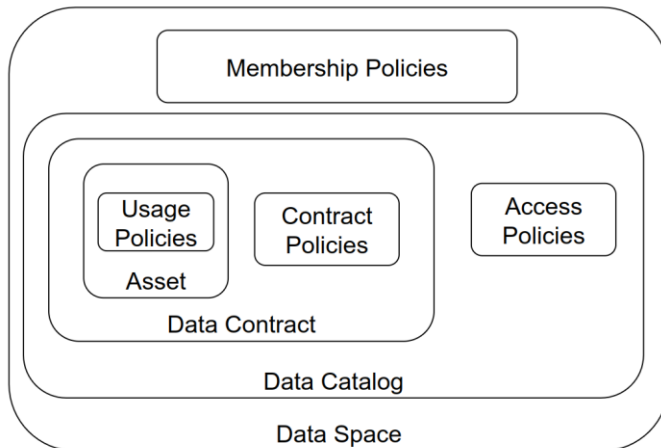 Membership Policies
Usage
Policies
Contract
Policies
Access
Policies
Asset
Data Contract
Data Catalog
Data Space